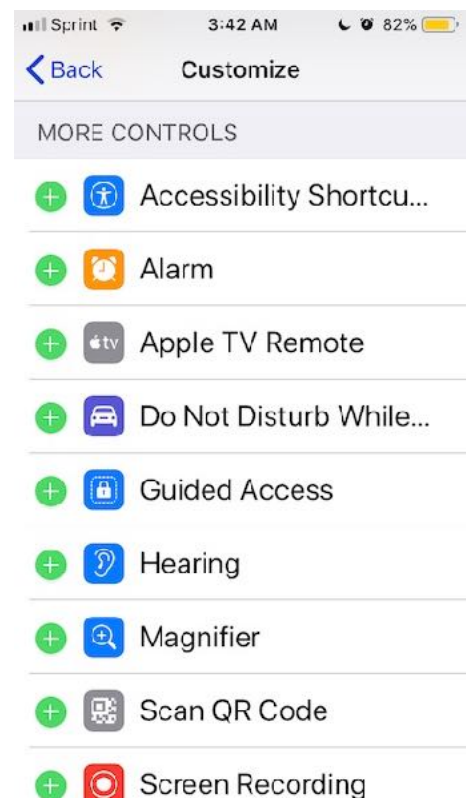 Sprint 3:42 AM 82%
Back Customize
MORE CONTROLS
Accessibility Shortcu...
Alarm
tv Apple TV Remote
Do Not Disturb While...
Guided Access
Hearing
Magnifier
Scan QR Code
Screen Recording